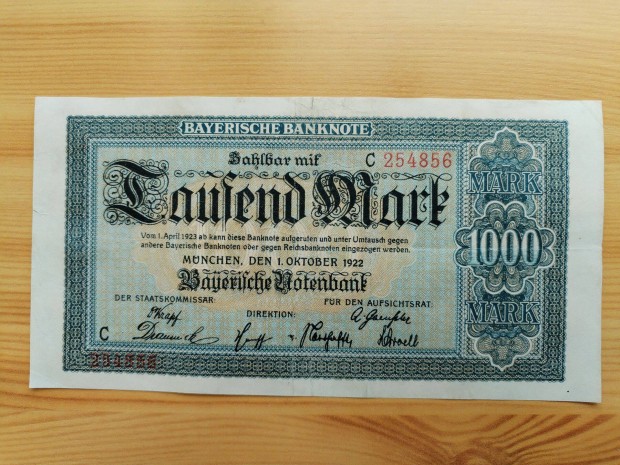 BAYERISCHE BANKNOTE
Zahlbar mit C 254856
Tausend Mark
MARK
1000
MARK
Vom 1. April 1923 ab kann diese Banknote aufgerufen und unter Umtausch gegen
andere Bayerische Banknoten oder gegen Reichsbanknoten eingezogen werden.
MÜNCHEN, DEN 1. OKTOBER 1922
Bayerische Notenbank
DER STAATSKOMMISSAR: FÜR DEN AUFSICHTSRAT:
DIREKTION:
C